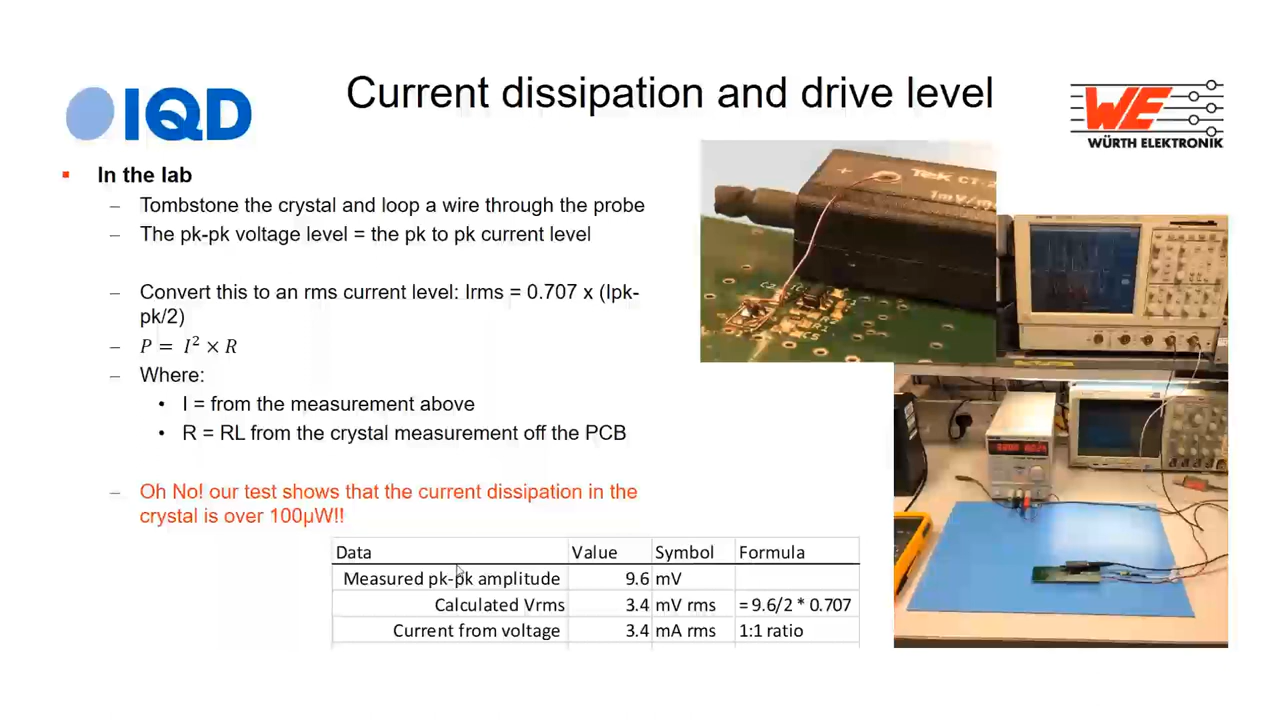 IQD
Current dissipation and drive level
WE
WÜRTH ELEKTRONIK
In the lab
– Tombstone the crystal and loop a wire through the probe
– The pk-pk voltage level = the pk to pk current level
– Convert this to an rms current level: Irms = 0.707 x (Ipk-
pk/2)
– P = I² × R
– Where:
• I = from the measurement above
• R = RL from the crystal measurement off the PCB
– Oh No! our test shows that the current dissipation in the
crystal is over 100µW!!
Data Value Symbol Formula
Measured pk-pk amplitude 9.6 mV
Calculated Vrms 3.4 mV rms = 9.6/2 * 0.707
Current from voltage 3.4 mA rms 1:1 ratio
+ Tek CT-
1mV/m